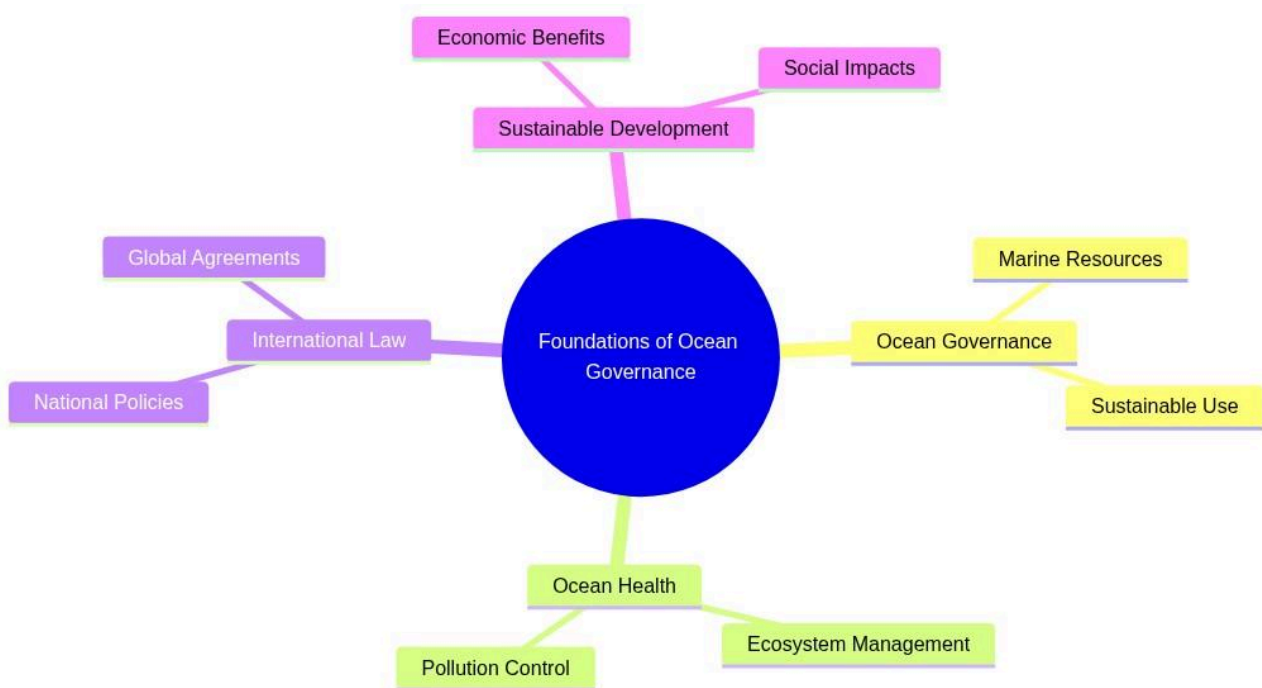 Economic Benefits
Social Impacts
Sustainable Development
Global Agreements
Marine Resources
International Law
Foundations of Ocean
Governance
Ocean Governance
National Policies
Sustainable Use
Ocean Health
Ecosystem Management
Pollution Control